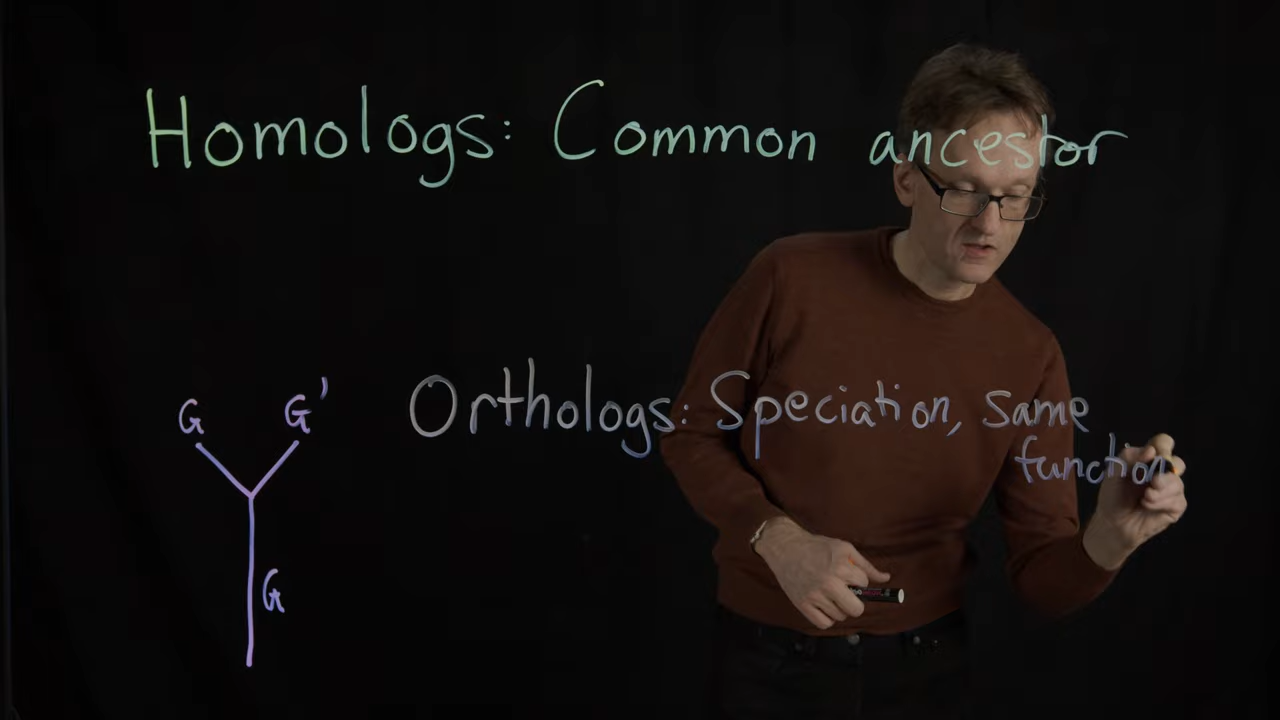 Homologs: Common ancestor
G G'
Orthologs: Speciation, Same
function
G